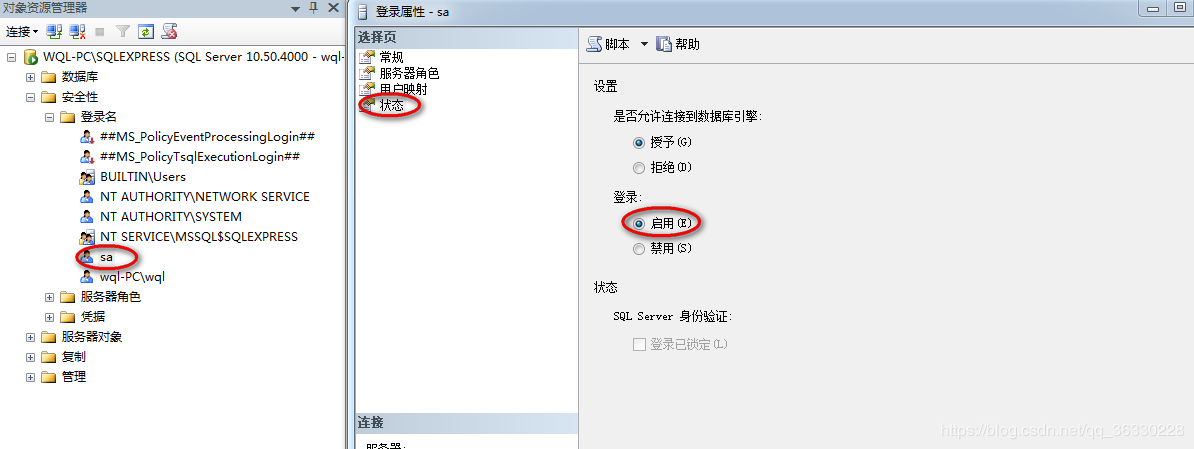 对象资源管理器
连接
WQL-PC\SQLEXPRESS (SQL Server 10.50.4000 - wql-
数据库
安全性
登录名
##MS_PolicyEventProcessingLogin##
##MS_PolicyTsqlExecutionLogin##
BUILTIN\Users
NT AUTHORITY\NETWORK SERVICE
NT AUTHORITY\SYSTEM
NT SERVICE\MSSQL$SQLEXPRESS
sa
wql-PC\wql
服务器角色
凭据
服务器对象
复制
管理
登录属性 - sa
选择页
常规
服务器角色
用户映射
状态
连接
服务器:
脚本 帮助
设置
是否允许连接到数据库引擎:
授予(G)
拒绝(D)
登录:
启用(E)
禁用(S)
状态
SQL Server 身份验证:
登录已锁定(L)
https://blog.csdn.net/qq_36330228